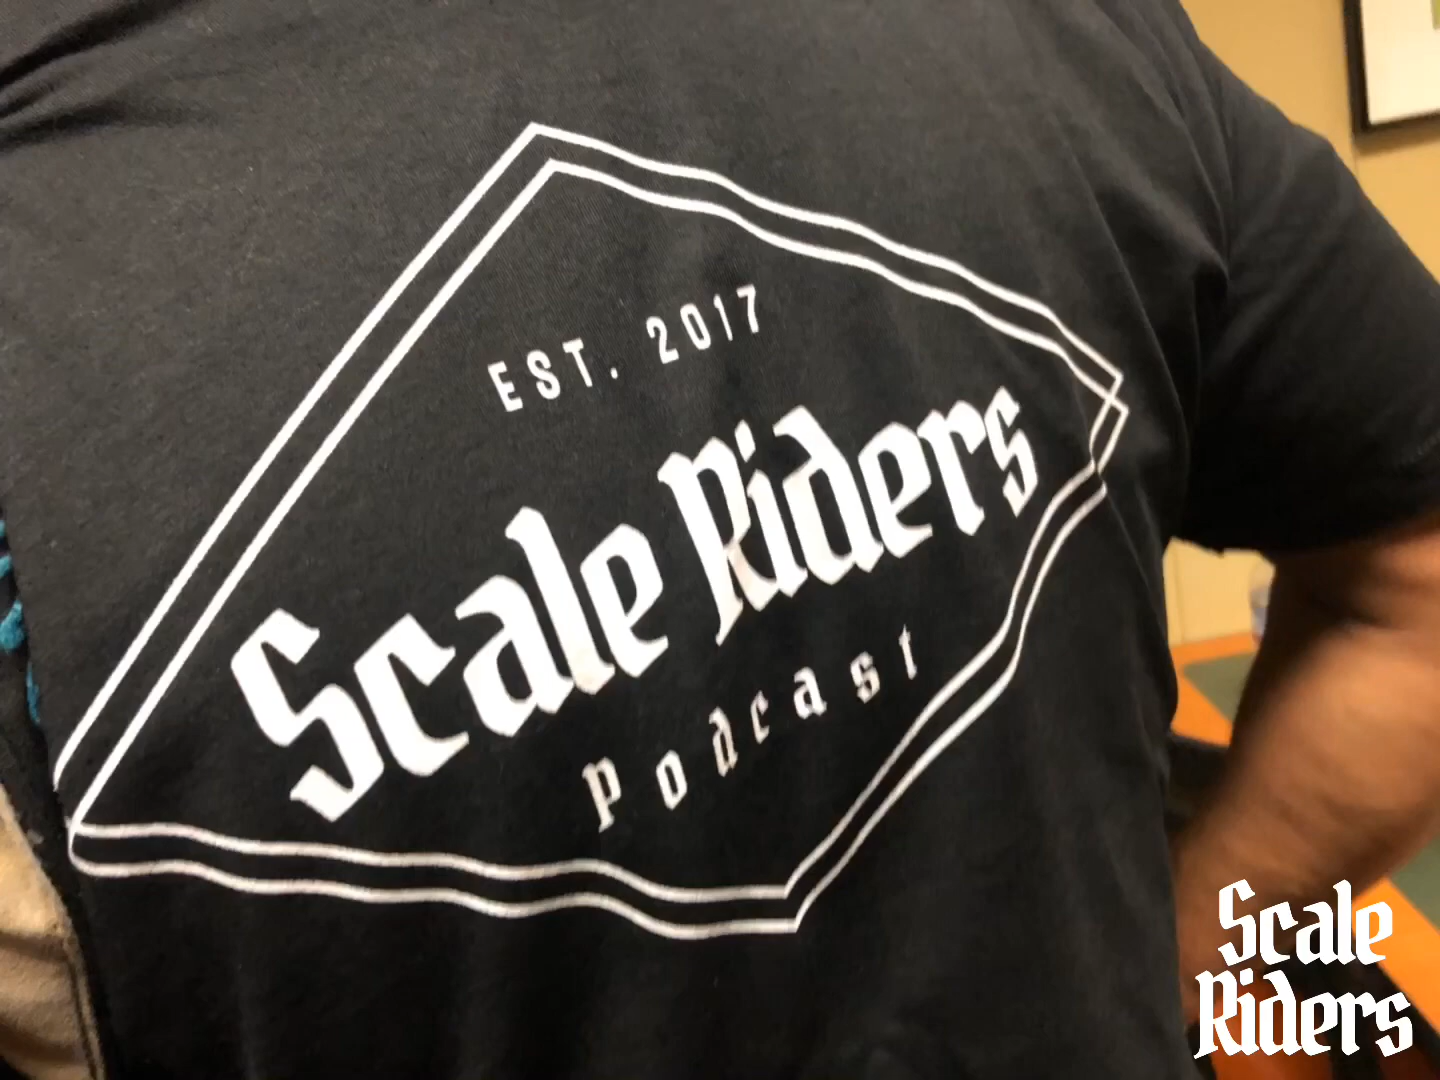 EST. 2017
Scale Riders
Podcast
Scale
Riders